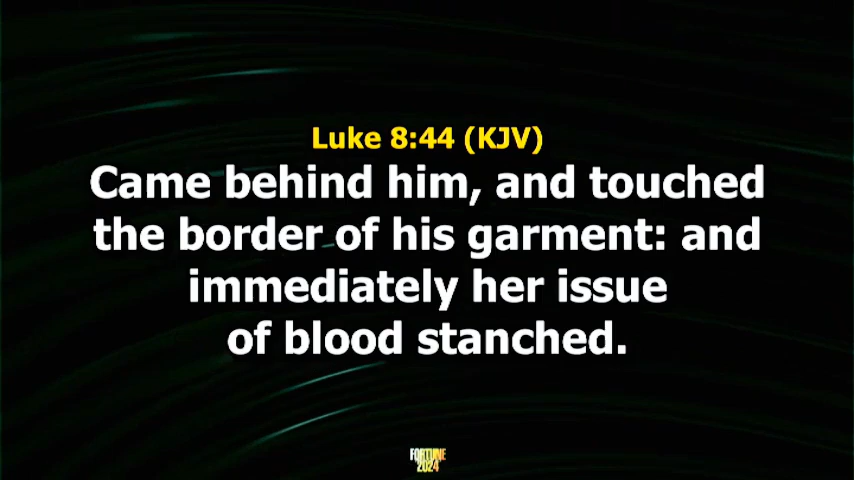 Luke 8:44 (KJV)
Came behind him, and touched
the border of his garment: and
immediately her issue
of blood stanched.
FORTUNE
2024